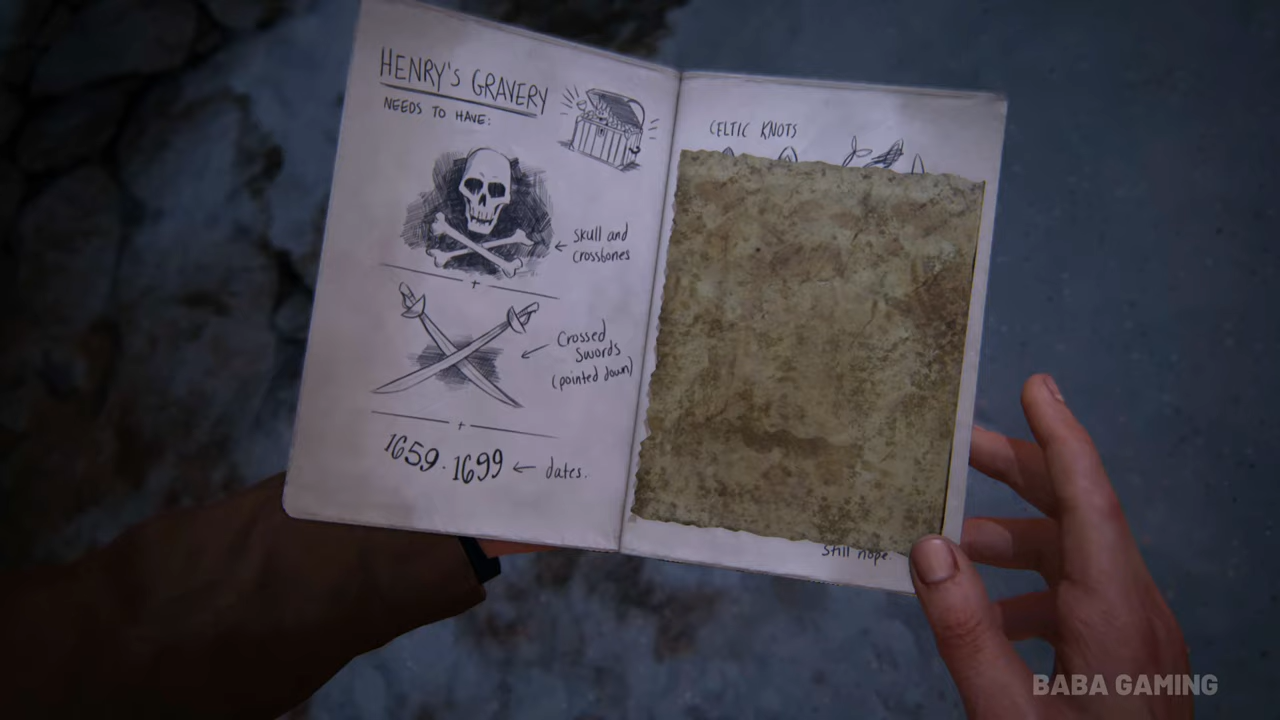 HENRY'S GRAVERY
NEEDS TO HAVE:
skull and
crossbones
+
Crossed
Swords
(pointed down)
+
1659.1699
dates.
CELTIC KNOTS
Still nope.
BABA GAMING